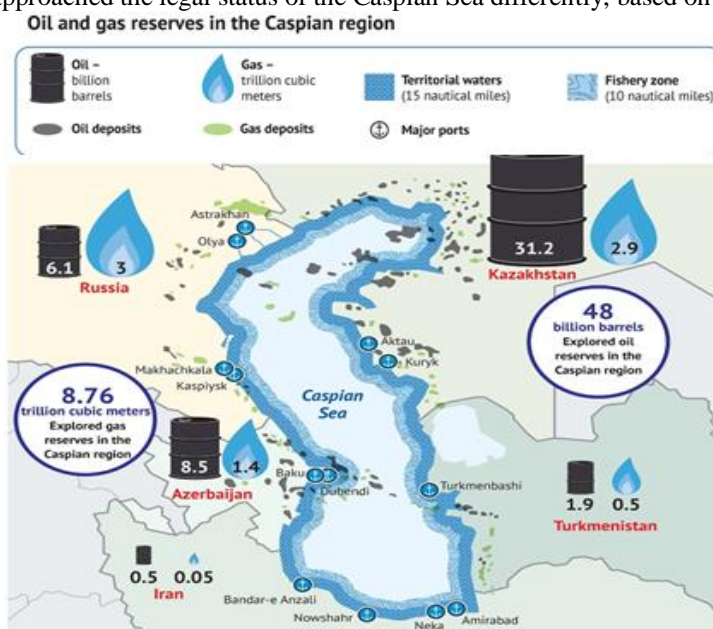 approached the legal status of the Caspian Sea differently, based on
Oil and gas reserves in the Caspian region
Oil –
billion
barrels
Gas –
trillion cubic
meters
Territorial waters
(15 nautical miles)
Fishery zone
(10 nautical miles)
Oil deposits
Gas deposits
Major ports
Astrakhan
Olya
6.1
3
Russia
31.2
2.9
Kazakhstan
48
billion barrels
Explored oil
reserves in the
Caspian region
Aktau
Kuryk
Makhachkala
Kaspiysk
8.76
trillion cubic meters
Explored gas
reserves in the
Caspian region
Caspian
Sea
8.5
1.4
Azerbaijan
Baku
Dubendi
Turkmenbashi
1.9
0.5
Turkmenistan
0.5
0.05
Iran
Bandar-e Anzali
Nowshahr
Neka
Amirabad